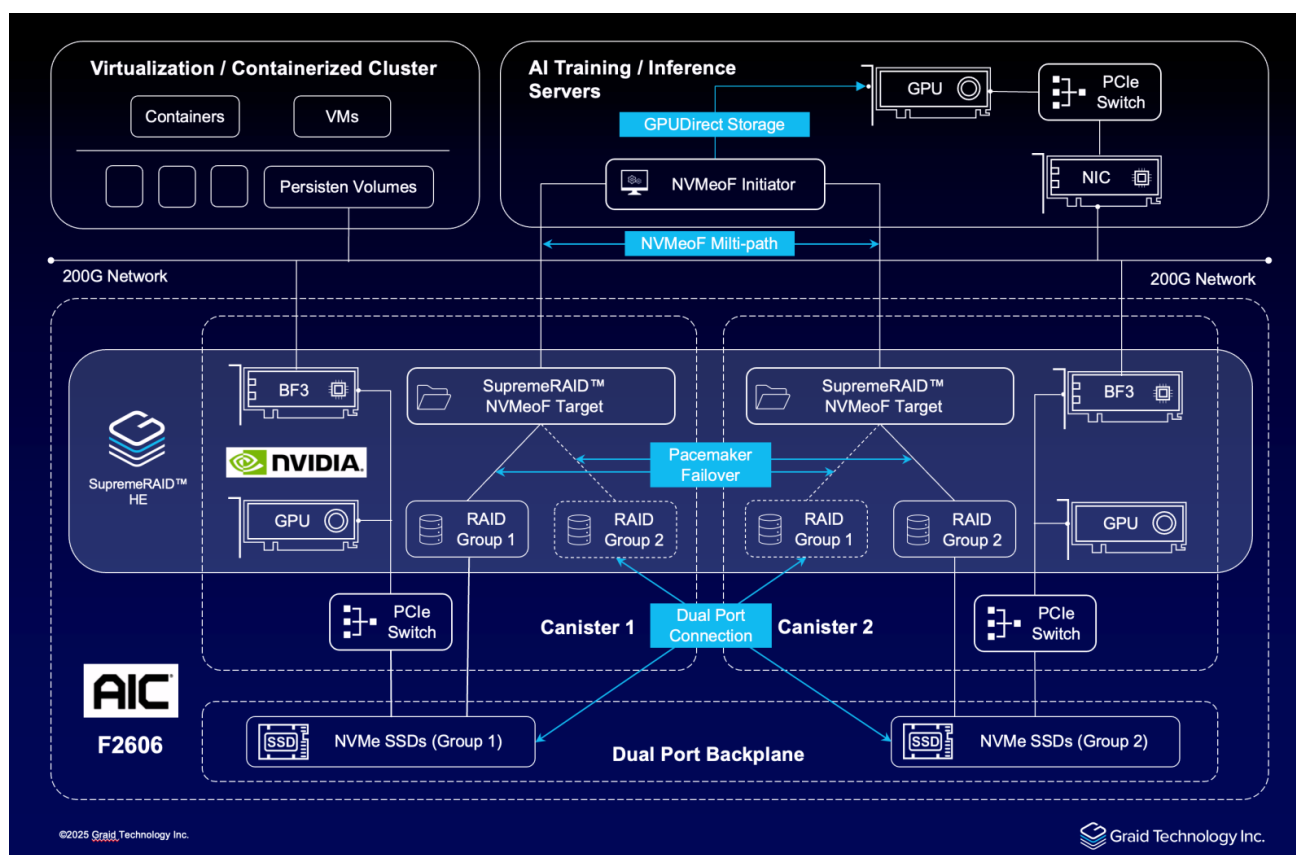 Virtualization / Containerized Cluster
Containers
VMs
Persisten Volumes
AI Training / Inference
Servers
GPU
PCIe
Switch
GPUDirect Storage
NVMeoF Initiator
NIC
NVMeoF Milti-path
200G Network
200G Network
BF3
SupremeRAID™
NVMeoF Target
SupremeRAID™
NVMeoF Target
BF3
SupremeRAID™
HE
NVIDIA.
Pacemaker
Failover
GPU
RAID
Group 1
RAID
Group 2
RAID
Group 1
RAID
Group 2
GPU
PCIe
Switch
Canister 1
Dual Port
Connection
Canister 2
PCIe
Switch
AIC
F2606
SSD
NVMe SSDs (Group 1)
Dual Port Backplane
SSD
NVMe SSDs (Group 2)
©2025 Graid Technology Inc.
Graid Technology Inc.